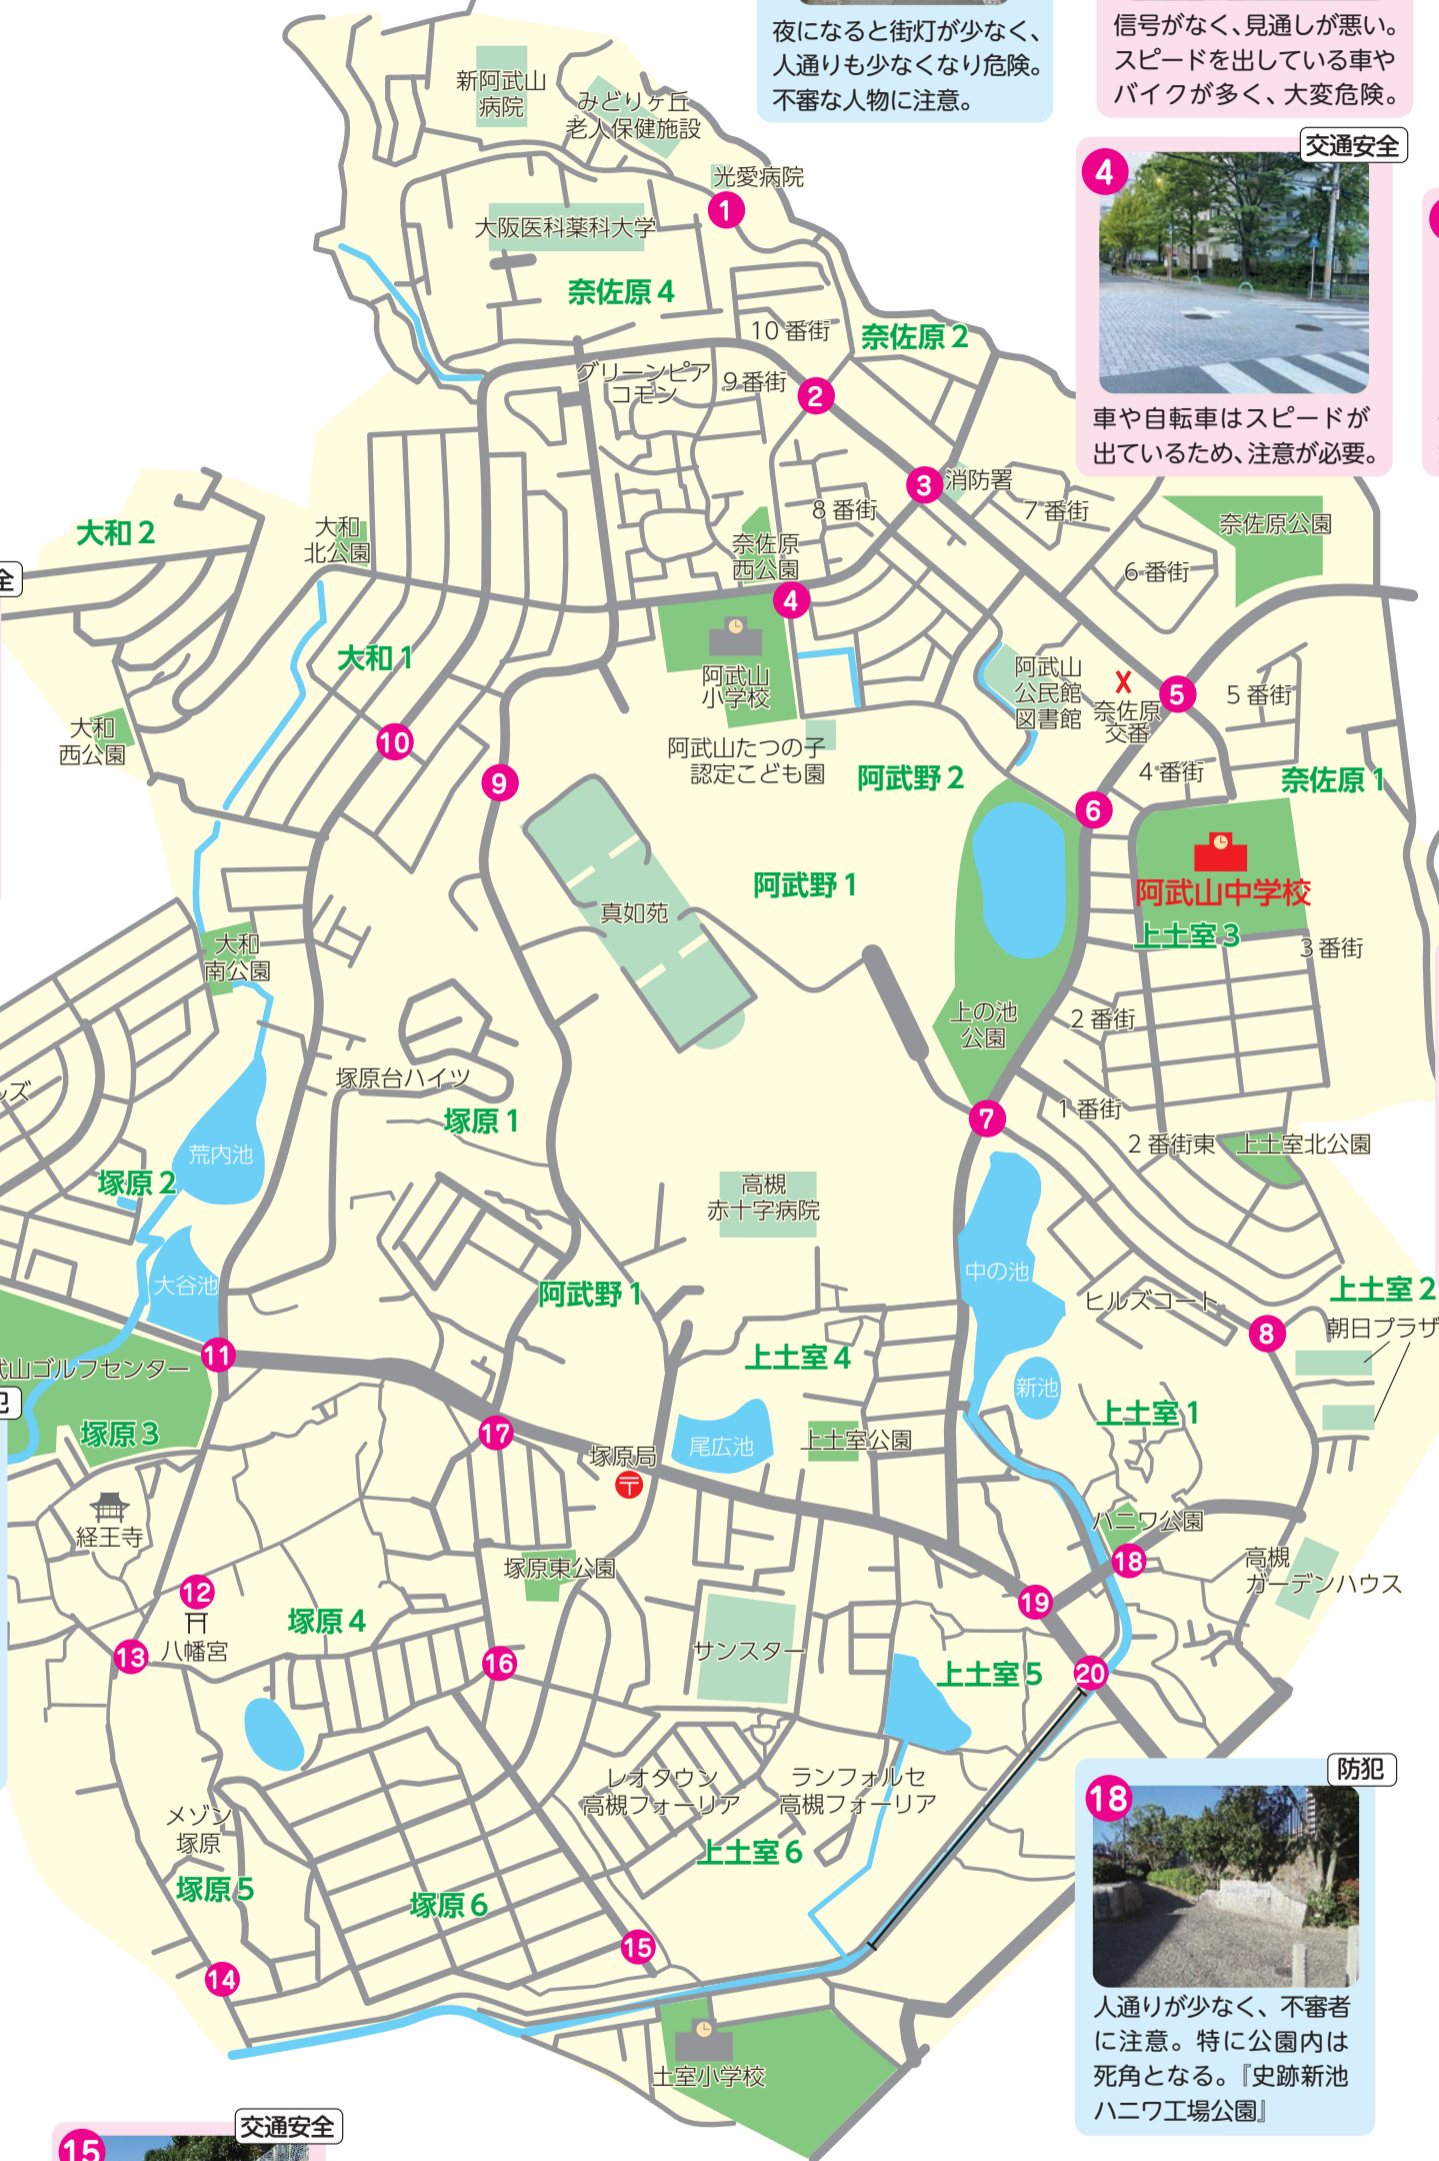 夜になると街灯が少なく、
人通りも少なくなり危険。
不審な人物に注意。
信号がなく、見通しが悪い。
スピードを出している車や
バイクが多く、大変危険。
交通安全
4
車や自転車はスピードが
出ているため、注意が必要。
新阿武山
病院
みどりヶ丘
老人保健施設
光愛病院
1
大阪医科薬科大学
奈佐原4
10番街
奈佐原2
グリーンピア
コモン
9番街
2
3
消防署
8番街
7番街
奈佐原公園
大和2
大和
北公園
奈佐原
西公園
6番街
全
4
大和1
阿武山
小学校
阿武山
公民館
図書館
X
奈佐原
交番
5
5番街
大和
西公園
10
9
阿武山たつの子
認定こども園
阿武野2
4番街
奈佐原1
6
阿武野1
阿武山中学校
真如苑
上土室3
3番街
大和
南公園
上の池
公園
2番街
塚原台ハイツ
ルズ
塚原1
1番街
7
2番街東
上土室北公園
荒内池
塚原2
高槻
赤十字病院
中の池
大谷池
阿武野1
ヒルズコート
上土室2
8
朝日プラザ
11
武山ゴルフセンター
上土室4
新池
犯
塚原3
17
塚原局
〒
尾広池
上土室公園
上土室1
経王寺
ハニワ公園
18
高槻
ガーデンハウス
塚原東公園
12
八幡宮
塚原4
19
13
16
サンスター
上土室5
20
レオタウン
高槻フォーリア
ランフォルセ
高槻フォーリア
メゾン
塚原
上土室6
塚原5
塚原6
15
14
土室小学校
防犯
18
人通りが少なく、不審者
に注意。特に公園内は
死角となる。『史跡新池
ハニワ工場公園』
交通安全
15